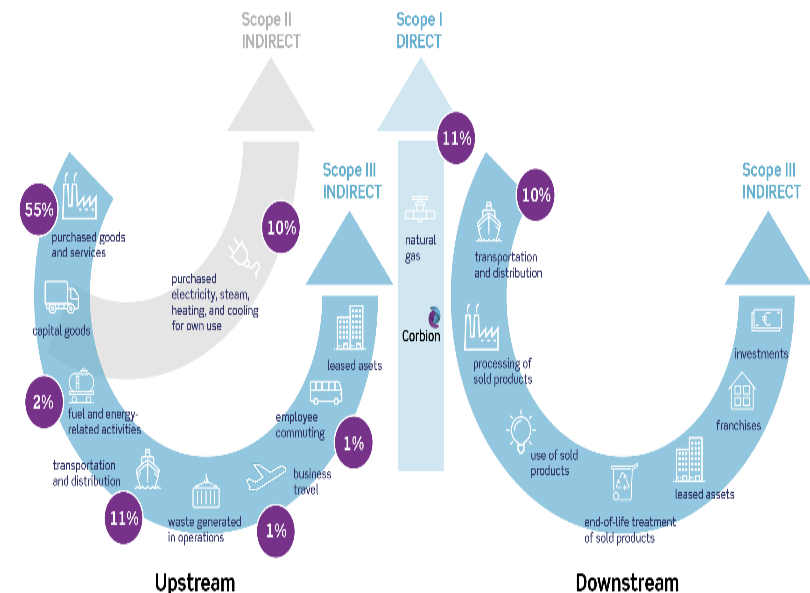 Scope II
INDIRECT
Scope I
DIRECT
11%
Scope III
INDIRECT
Scope III
INDIRECT
55%
purchased goods
and services
10%
purchased
electricity, steam,
heating, and cooling
for own use
capital goods
2%
fuel and energy-
related activities
transportation
and distribution
11%
waste generated
in operations
1%
business
travel
1%
employee
commuting
leased asets
natural
gas
Corbion
10%
transportation
and distribution
processing of
sold products
use of sold
products
end-of-life treatment
of sold products
leased assets
franchises
€
investments
Upstream
Downstream